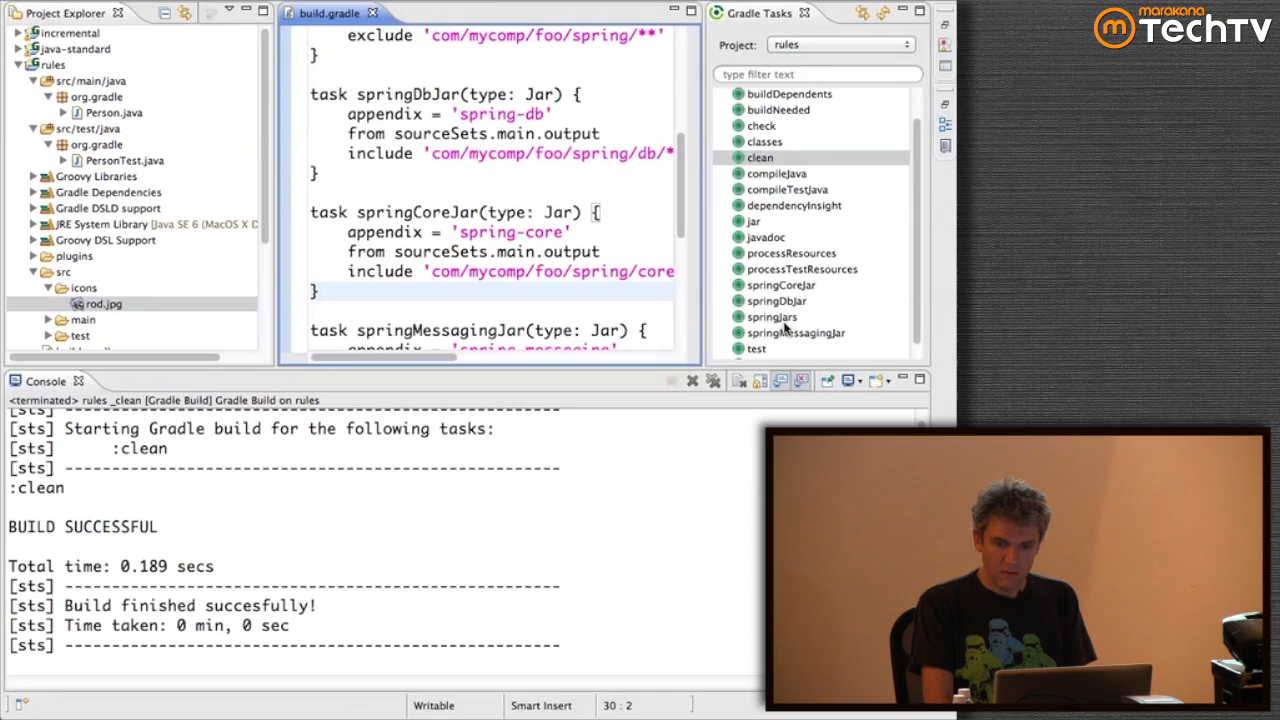 Project Explorer
incremental
java-standard
rules
src/main/java
org.gradle
Person.java
src/test/java
org.gradle
PersonTest.java
Groovy Libraries
Gradle Dependencies
Gradle DSLD support
JRE System Library [Java SE 6 (MacOS X D
Groovy DSL Support
plugins
src
icons
rod.jpg
main
test
build.gradle
exclude 'com/mycomp/foo/spring/**'
}
task springDbJar(type: Jar) {
appendix = 'spring-db'
from sourceSets.main.output
include 'com/mycomp/foo/spring/db/*
}
task springCoreJar(type: Jar) {
appendix = 'spring-core'
from sourceSets.main.output
include 'com/mycomp/foo/spring/core
}
task springMessagingJar(type: Jar) {
appendix = 'spring-messaging'
Gradle Tasks
Project: rules
type filter text
buildDependents
buildNeeded
check
classes
clean
compileJava
compileTestJava
dependencyInsight
jar
javadoc
processResources
processTestResources
springCoreJar
springDbJar
springJars
springMessagingJar
test
marakana
TechTV
Console
<terminated> rules _clean [Gradle Build] Gradle Build on rules
[sts] -----------------------------------------------------
[sts] Starting Gradle build for the following tasks:
[sts] :clean
[sts] -----------------------------------------------------
:clean
BUILD SUCCESSFUL
Total time: 0.189 secs
[sts] -----------------------------------------------------
[sts] Build finished succesfully!
[sts] Time taken: 0 min, 0 sec
[sts] -----------------------------------------------------
Writable
Smart Insert
30 : 2